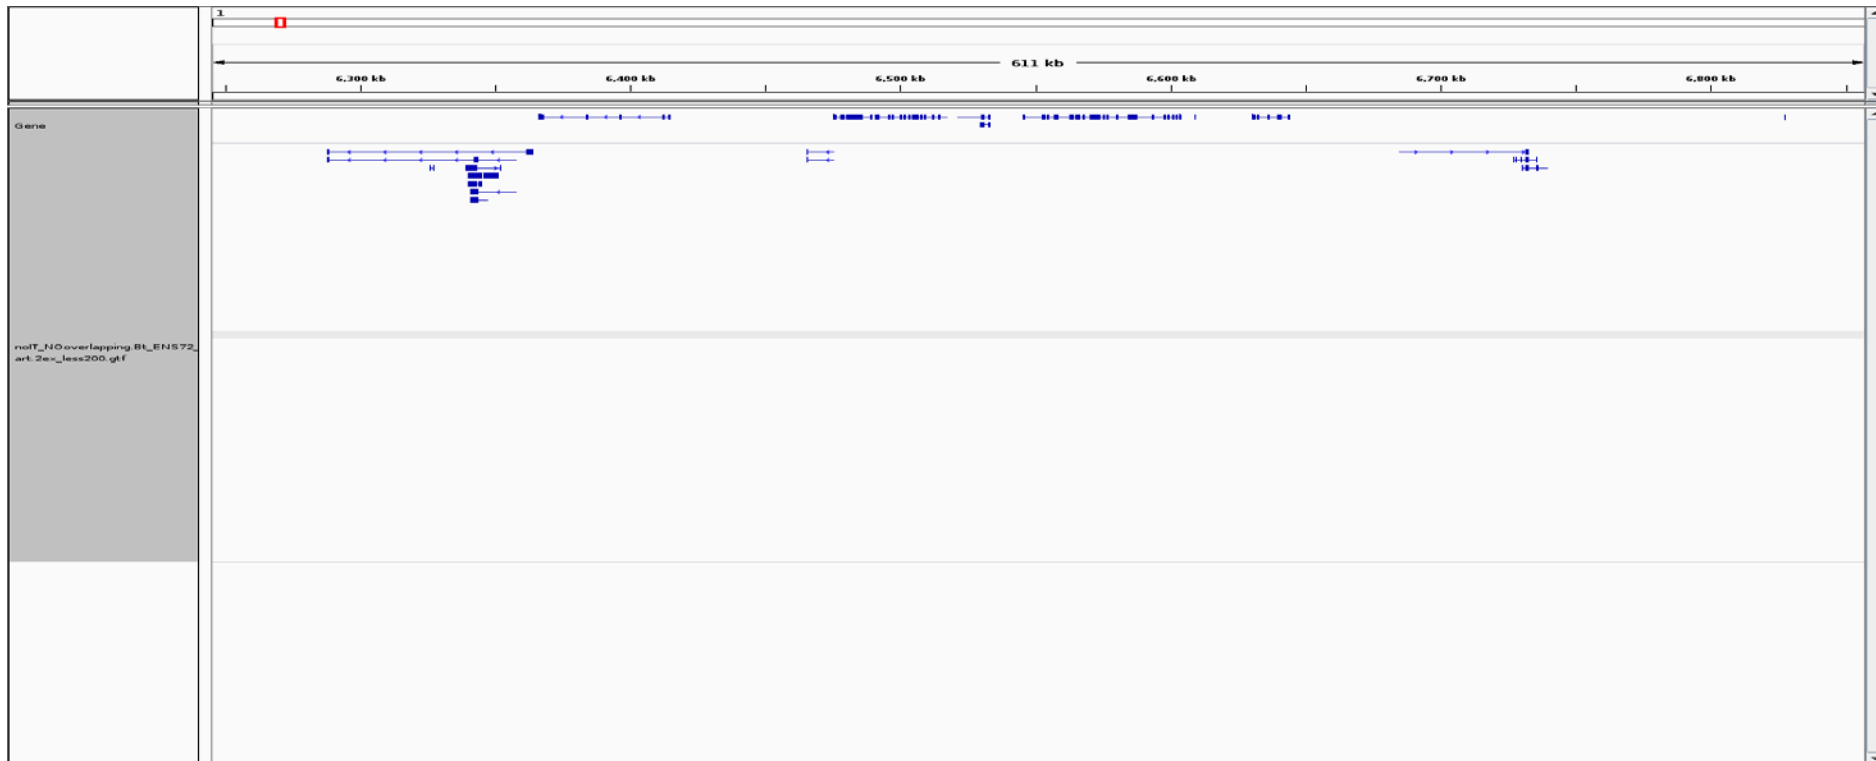 1
611 kb
6,300 kb 6,400 kb 6,500 kb 6,600 kb 6,700 kb 6,800 kb
Gene
noIT_NOoverlapping.Bt_ENS72_
art.2ex_less200.gtf